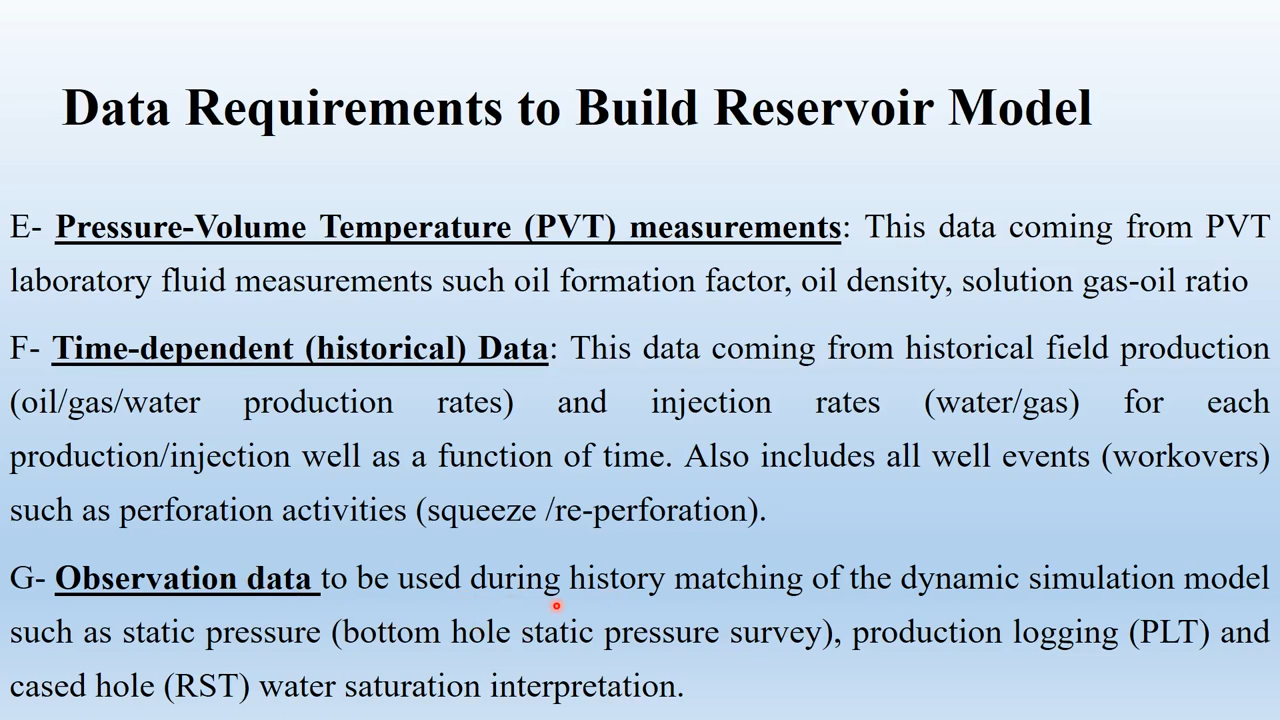 Data Requirements to Build Reservoir Model
E- Pressure-Volume Temperature (PVT) measurements: This data coming from PVT
laboratory fluid measurements such oil formation factor, oil density, solution gas-oil ratio
F- Time-dependent (historical) Data: This data coming from historical field production
(oil/gas/water production rates) and injection rates (water/gas) for each
production/injection well as a function of time. Also includes all well events (workovers)
such as perforation activities (squeeze /re-perforation).
G- Observation data to be used during history matching of the dynamic simulation model
such as static pressure (bottom hole static pressure survey), production logging (PLT) and
cased hole (RST) water saturation interpretation.